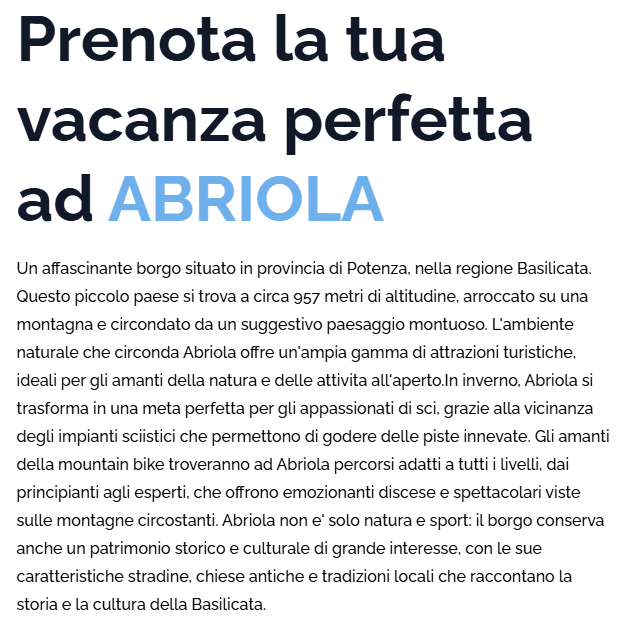 Prenota la tua
vacanza perfetta
ad ABRIOLA
Un affascinante borgo situato in provincia di Potenza, nella regione Basilicata.
Questo piccolo paese si trova a circa 957 metri di altitudine, arroccato su una
montagna e circondato da un suggestivo paesaggio montuoso. L'ambiente
naturale che circonda Abriola offre un'ampia gamma di attrazioni turistiche,
ideali per gli amanti della natura e delle attivita all'aperto.In inverno, Abriola si
trasforma in una meta perfetta per gli appassionati di sci, grazie alla vicinanza
degli impianti sciistici che permettono di godere delle piste innevate. Gli amanti
della mountain bike troveranno ad Abriola percorsi adatti a tutti i livelli, dai
principianti agli esperti, che offrono emozionanti discese e spettacolari viste
sulle montagne circostanti. Abriola non e' solo natura e sport: il borgo conserva
anche un patrimonio storico e culturale di grande interesse, con le sue
caratteristiche stradine, chiese antiche e tradizioni locali che raccontano la
storia e la cultura della Basilicata.